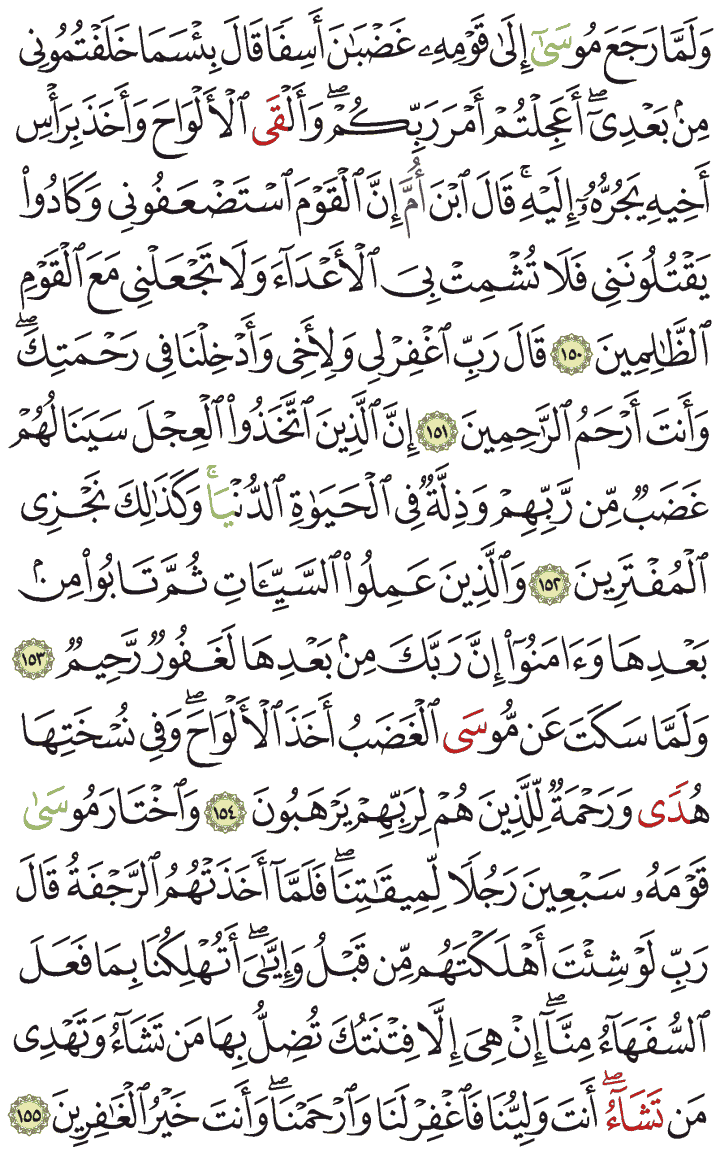 وَلَمَّا رَجَعَ مُوسَىٰٓ إِلَىٰ قَوْمِهِۦ غَضْبَٰنَ أَسِفًا قَالَ بِئْسَمَا خَلَفْتُمُونِى
مِنۢ بَعْدِىٓۖ أَعَجِلْتُمْ أَمْرَ رَبِّكُمْۖ وَأَلْقَى ٱلْأَلْوَاحَ وَأَخَذَ بِرَأْسِ
أَخِيهِ يَجُرُّهُۥٓ إِلَيْهِۚ قَالَ ٱبْنَ أُمَّ إِنَّ ٱلْقَوْمَ ٱسْتَضْعَفُونِى وَكَادُوا۟
يَقْتُلُونَنِى فَلَا تُشْمِتْ بِىَ ٱلْأَعْدَآءَ وَلَا تَجْعَلْنِى مَعَ ٱلْقَوْمِ
ٱلظَّٰلِمِينَ ١٥٠ قَالَ رَبِّ ٱغْفِرْ لِى وَلِأَخِى وَأَدْخِلْنَا فِى رَحْمَتِكَۖ
وَأَنتَ أَرْحَمُ ٱلرَّٰحِمِينَ ١٥١ إِنَّ ٱلَّذِينَ ٱتَّخَذُوا۟ ٱلْعِجْلَ سَيَنَالُهُمْ
غَضَبٌ مِّن رَّبِّهِمْ وَذِلَّةٌ فِى ٱلْحَيَوٰةِ ٱلدُّنْيَاۚ وَكَذَٰلِكَ نَجْزِى
ٱلْمُفْتَرِينَ ١٥٢ وَٱلَّذِينَ عَمِلُوا۟ ٱلسَّيِّـَٔاتِ ثُمَّ تَابُوا۟ مِنۢ
بَعْدِهَا وَءَامَنُوٓا۟ إِنَّ رَبَّكَ مِنۢ بَعْدِهَا لَغَفُورٌ رَّحِيمٌ ١٥٣
وَلَمَّا سَكَتَ عَن مُّوسَى ٱلْغَضَبُ أَخَذَ ٱلْأَلْوَاحَۖ وَفِى نُسْخَتِهَا
هُدًى وَرَحْمَةٌ لِّلَّذِينَ هُمْ لِرَبِّهِمْ يَرْهَبُونَ ١٥٤ وَٱخْتَارَ مُوسَىٰ
قَوْمَهُۥ سَبْعِينَ رَجُلًا لِّمِيقَٰتِنَاۖ فَلَمَّآ أَخَذَتْهُمُ ٱلرَّجْفَةُ قَالَ
رَبِّ لَوْ شِئْتَ أَهْلَكْتَهُم مِّن قَبْلُ وَإِيَّٰىَۖ أَتُهْلِكُنَا بِمَا فَعَلَ
ٱلسُّفَهَآءُ مِنَّآۖ إِنْ هِىَ إِلَّا فِتْنَتُكَ تُضِلُّ بِهَا مَن تَشَآءُ وَتَهْدِى
مَن تَشَآءُۖ أَنتَ وَلِيُّنَا فَٱغْفِرْ لَنَا وَٱرْحَمْنَاۖ وَأَنتَ خَيْرُ ٱلْغَٰفِرِينَ ١٥٥